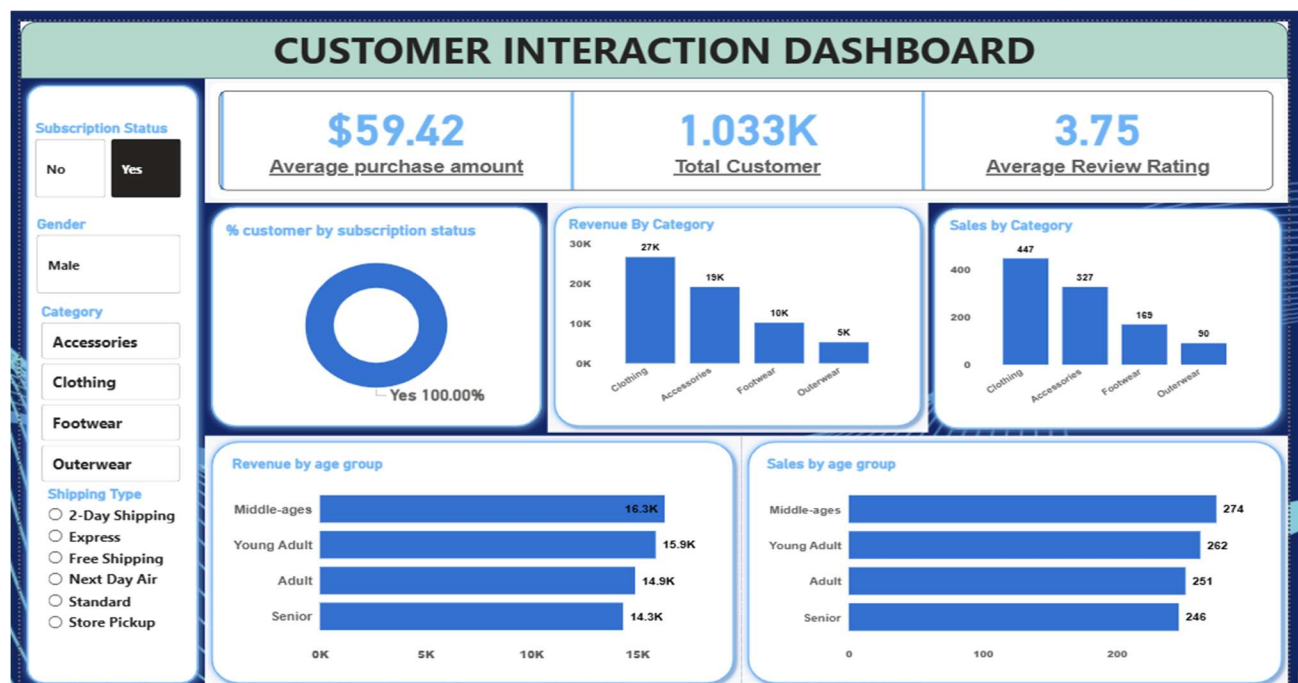 CUSTOMER INTERACTION DASHBOARD
Subscription Status
No
Yes
Gender
Male
Category
Accessories
Clothing
Footwear
Outerwear
Shipping Type
2-Day Shipping
Express
Free Shipping
Next Day Air
Standard
Store Pickup
$59.42
Average purchase amount
1.033K
Total Customer
3.75
Average Review Rating
% customer by subscription status
Yes 100.00%
Revenue By Category
30K
20K
10K
0K
27K
19K
10K
5K
Clothing
Accessories
Footwear
Outerwear
Sales by Category
400
200
0
447
327
169
90
Clothing
Accessories
Footwear
Outerwear
Revenue by age group
Middle-ages 16.3K
Young Adult 15.9K
Adult 14.9K
Senior 14.3K
0K 5K 10K 15K
Sales by age group
Middle-ages 274
Young Adult 262
Adult 251
Senior 246
0 100 200